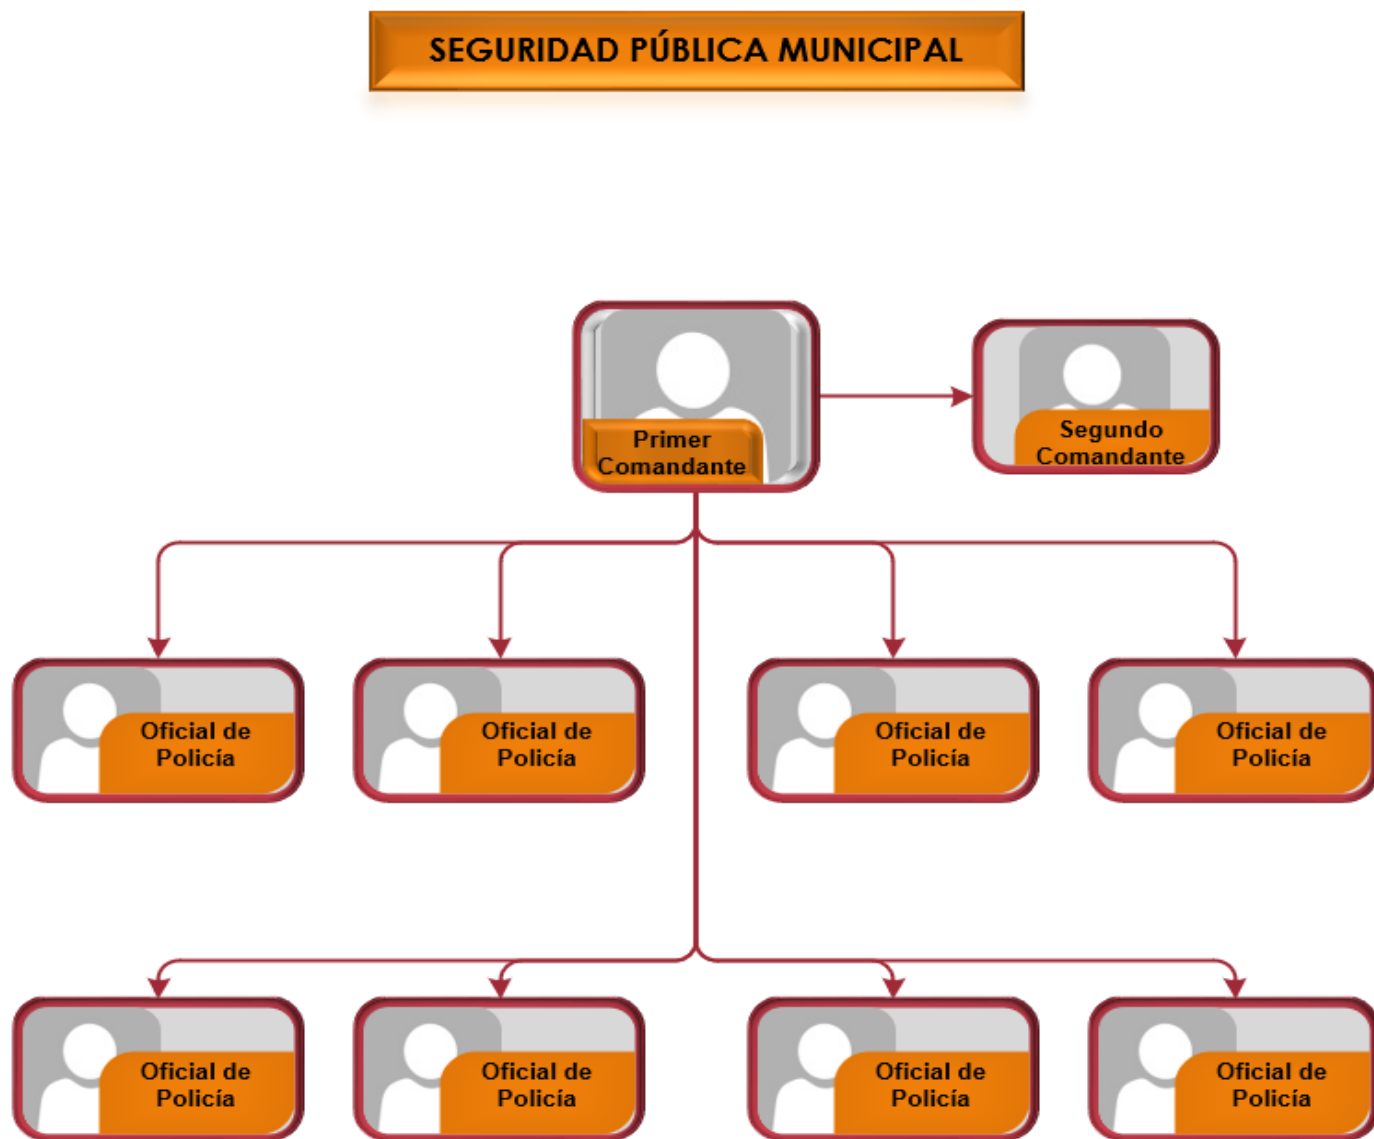 SEGURIDAD PÚBLICA MUNICIPAL
Primer
Comandante
Segundo
Comandante
Oficial de
Policía
Oficial de
Policía
Oficial de
Policía
Oficial de
Policía
Oficial de
Policía
Oficial de
Policía
Oficial de
Policía
Oficial de
Policía